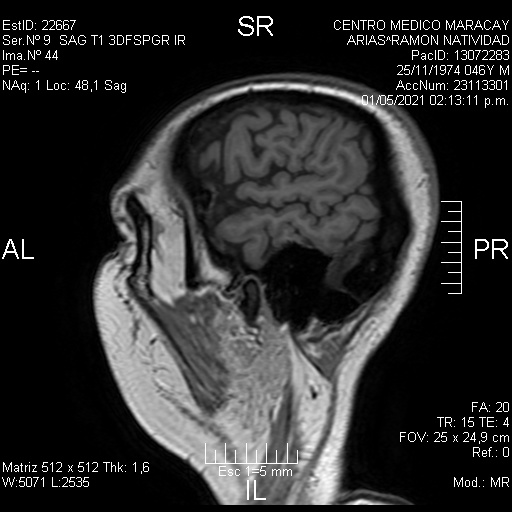 EstID: 22667
Ser.Nº 9 SAG T1 3DFSPGR IR
Ima.Nº 44
PE= --
NAq: 1 Loc: 48,1 Sag
SR
CENTRO MEDICO MARACAY
ARIAS^RAMON NATIVIDAD
PacID: 13072283
25/11/1974 046Y M
AccNum: 23113301
01/05/2021 02:13:11 p.m.
AL
PR
Matriz 512 x 512 Thk: 1,6
W:5071 L:2535
Esc 1=5 mm
IL
FA: 20
TR: 15 TE: 4
FOV: 25 x 24,9 cm
Ref.: 0
Mod.: MR